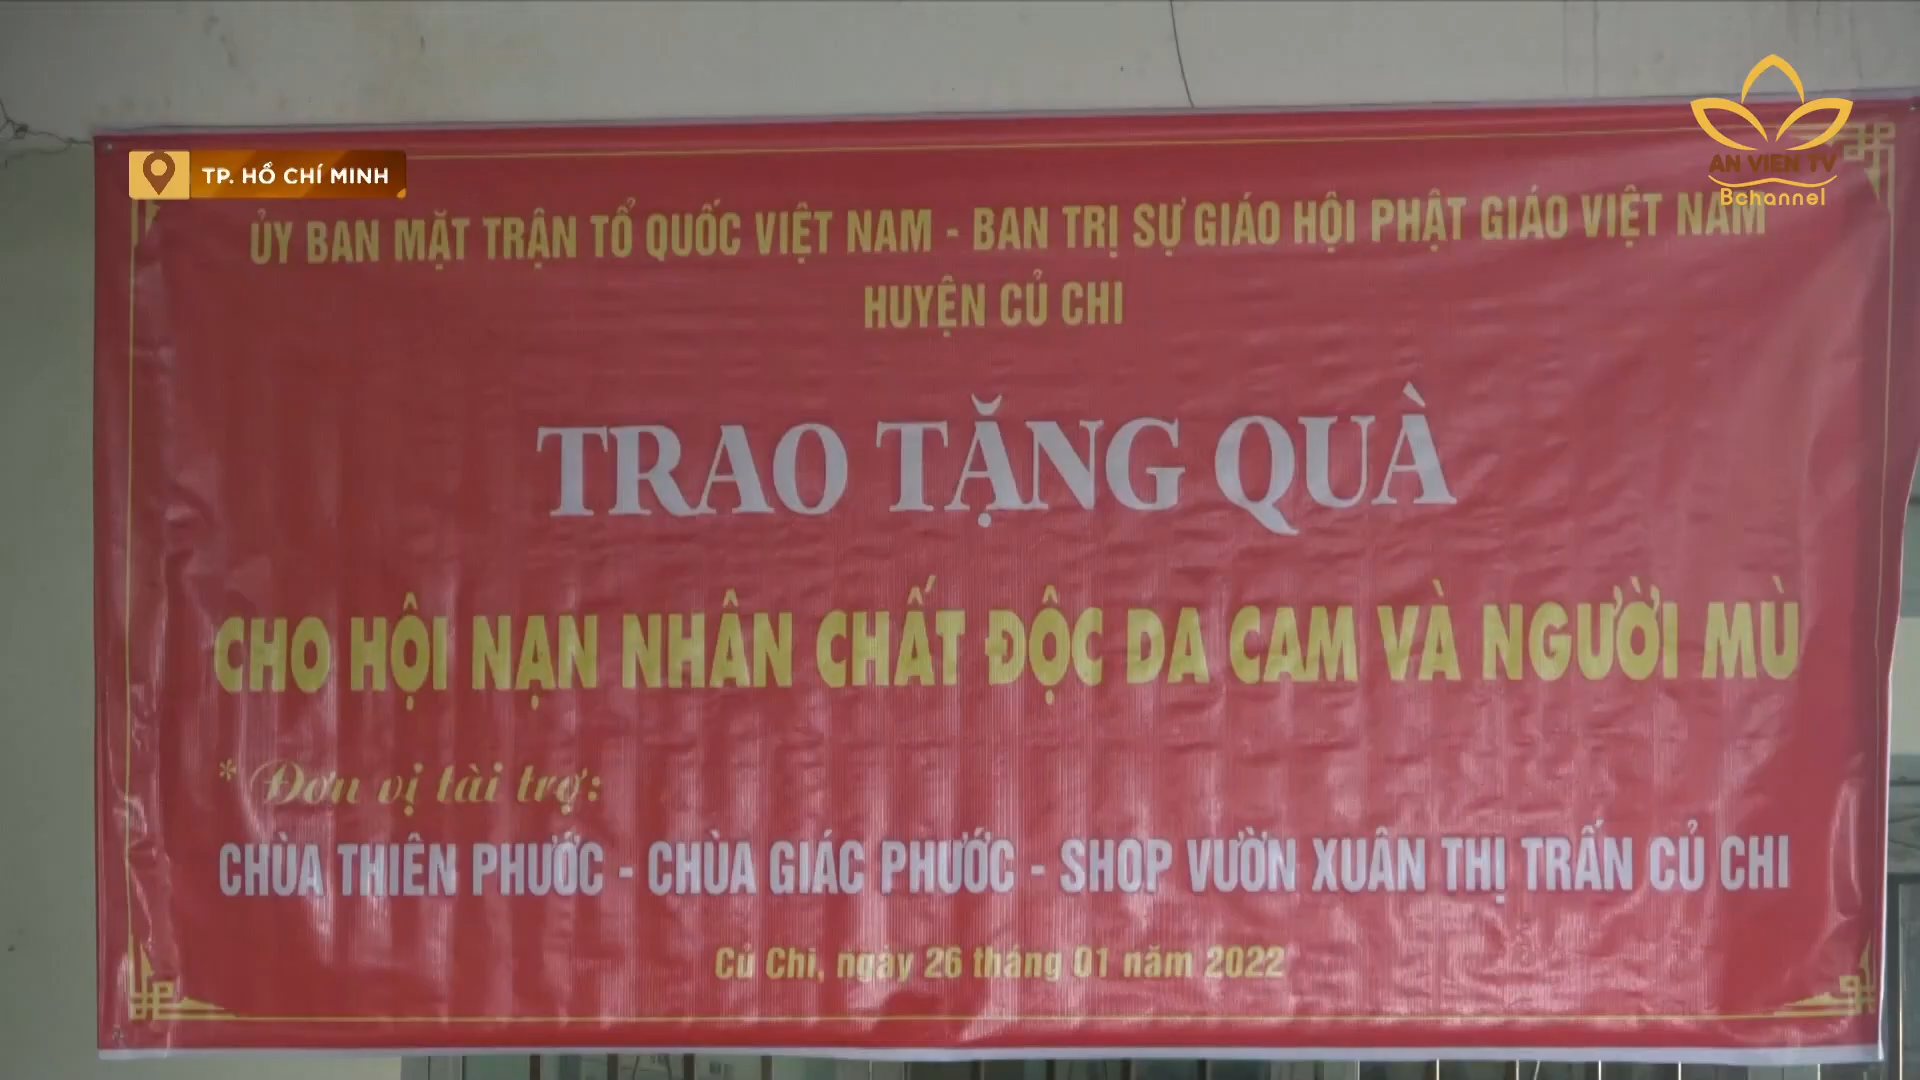 AN VIEN TV
Bchannel
TP. HỒ CHÍ MINH
ỦY BAN MẶT TRẬN TỔ QUỐC VIỆT NAM - BAN TRỊ SỰ GIÁO HỘI PHẬT GIÁO VIỆT NAM
HUYỆN CỦ CHI
TRAO TẶNG QUÀ
CHO HỘI NẠN NHÂN CHẤT ĐỘC DA CAM VÀ NGƯỜI MÙ
* Đơn vị tài trợ:
CHÙA THIÊN PHƯỚC - CHÙA GIÁC PHƯỚC - SHOP VƯỜN XUÂN THỊ TRẤN CỦ CHI
Củ Chi, ngày 26 tháng 01 năm 2022